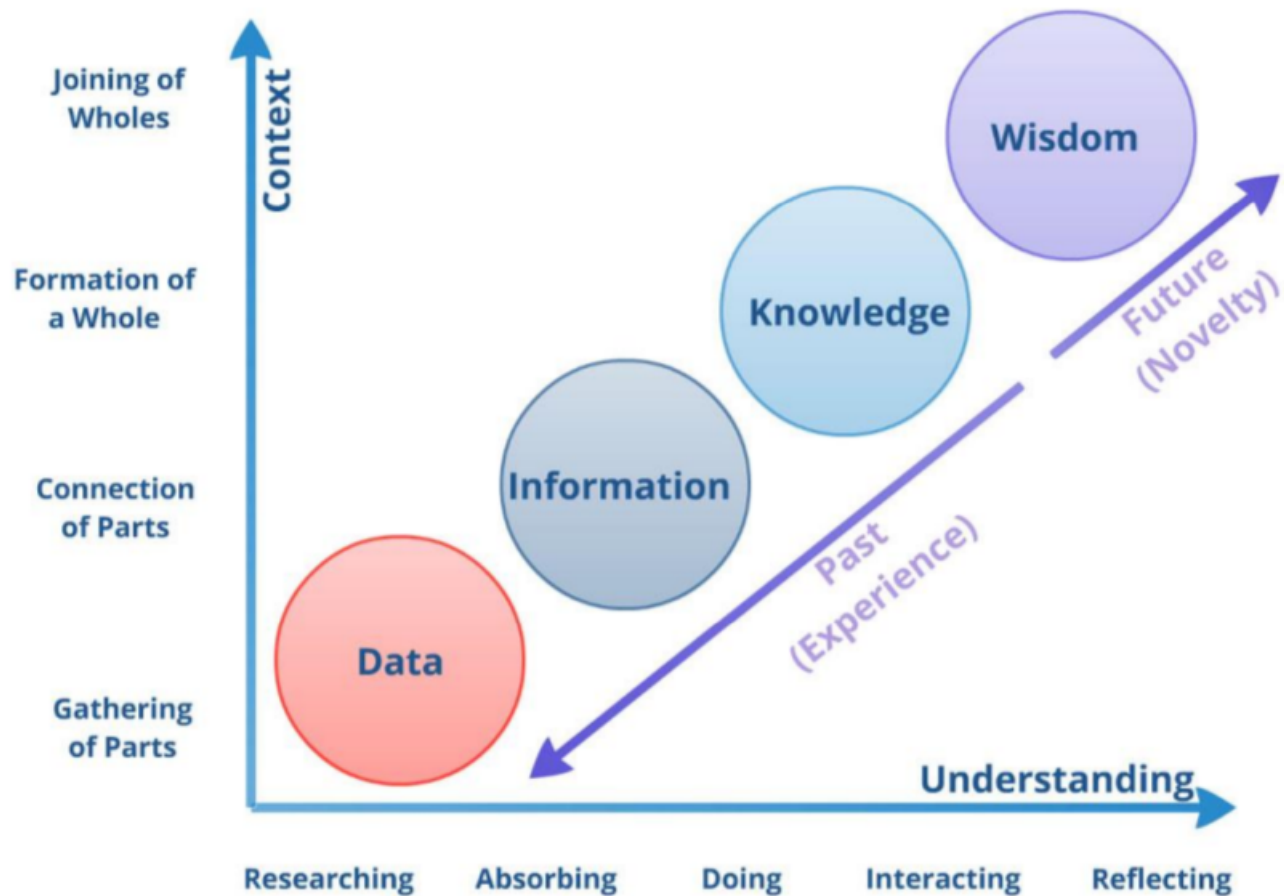 Joining of
Wholes
Context
Wisdom
Formation of
a Whole
Knowledge
Future
(Novelty)
Connection
of Parts
Information
Past
(Experience)
Data
Gathering
of Parts
Understanding
Researching Absorbing Doing Interacting Reflecting